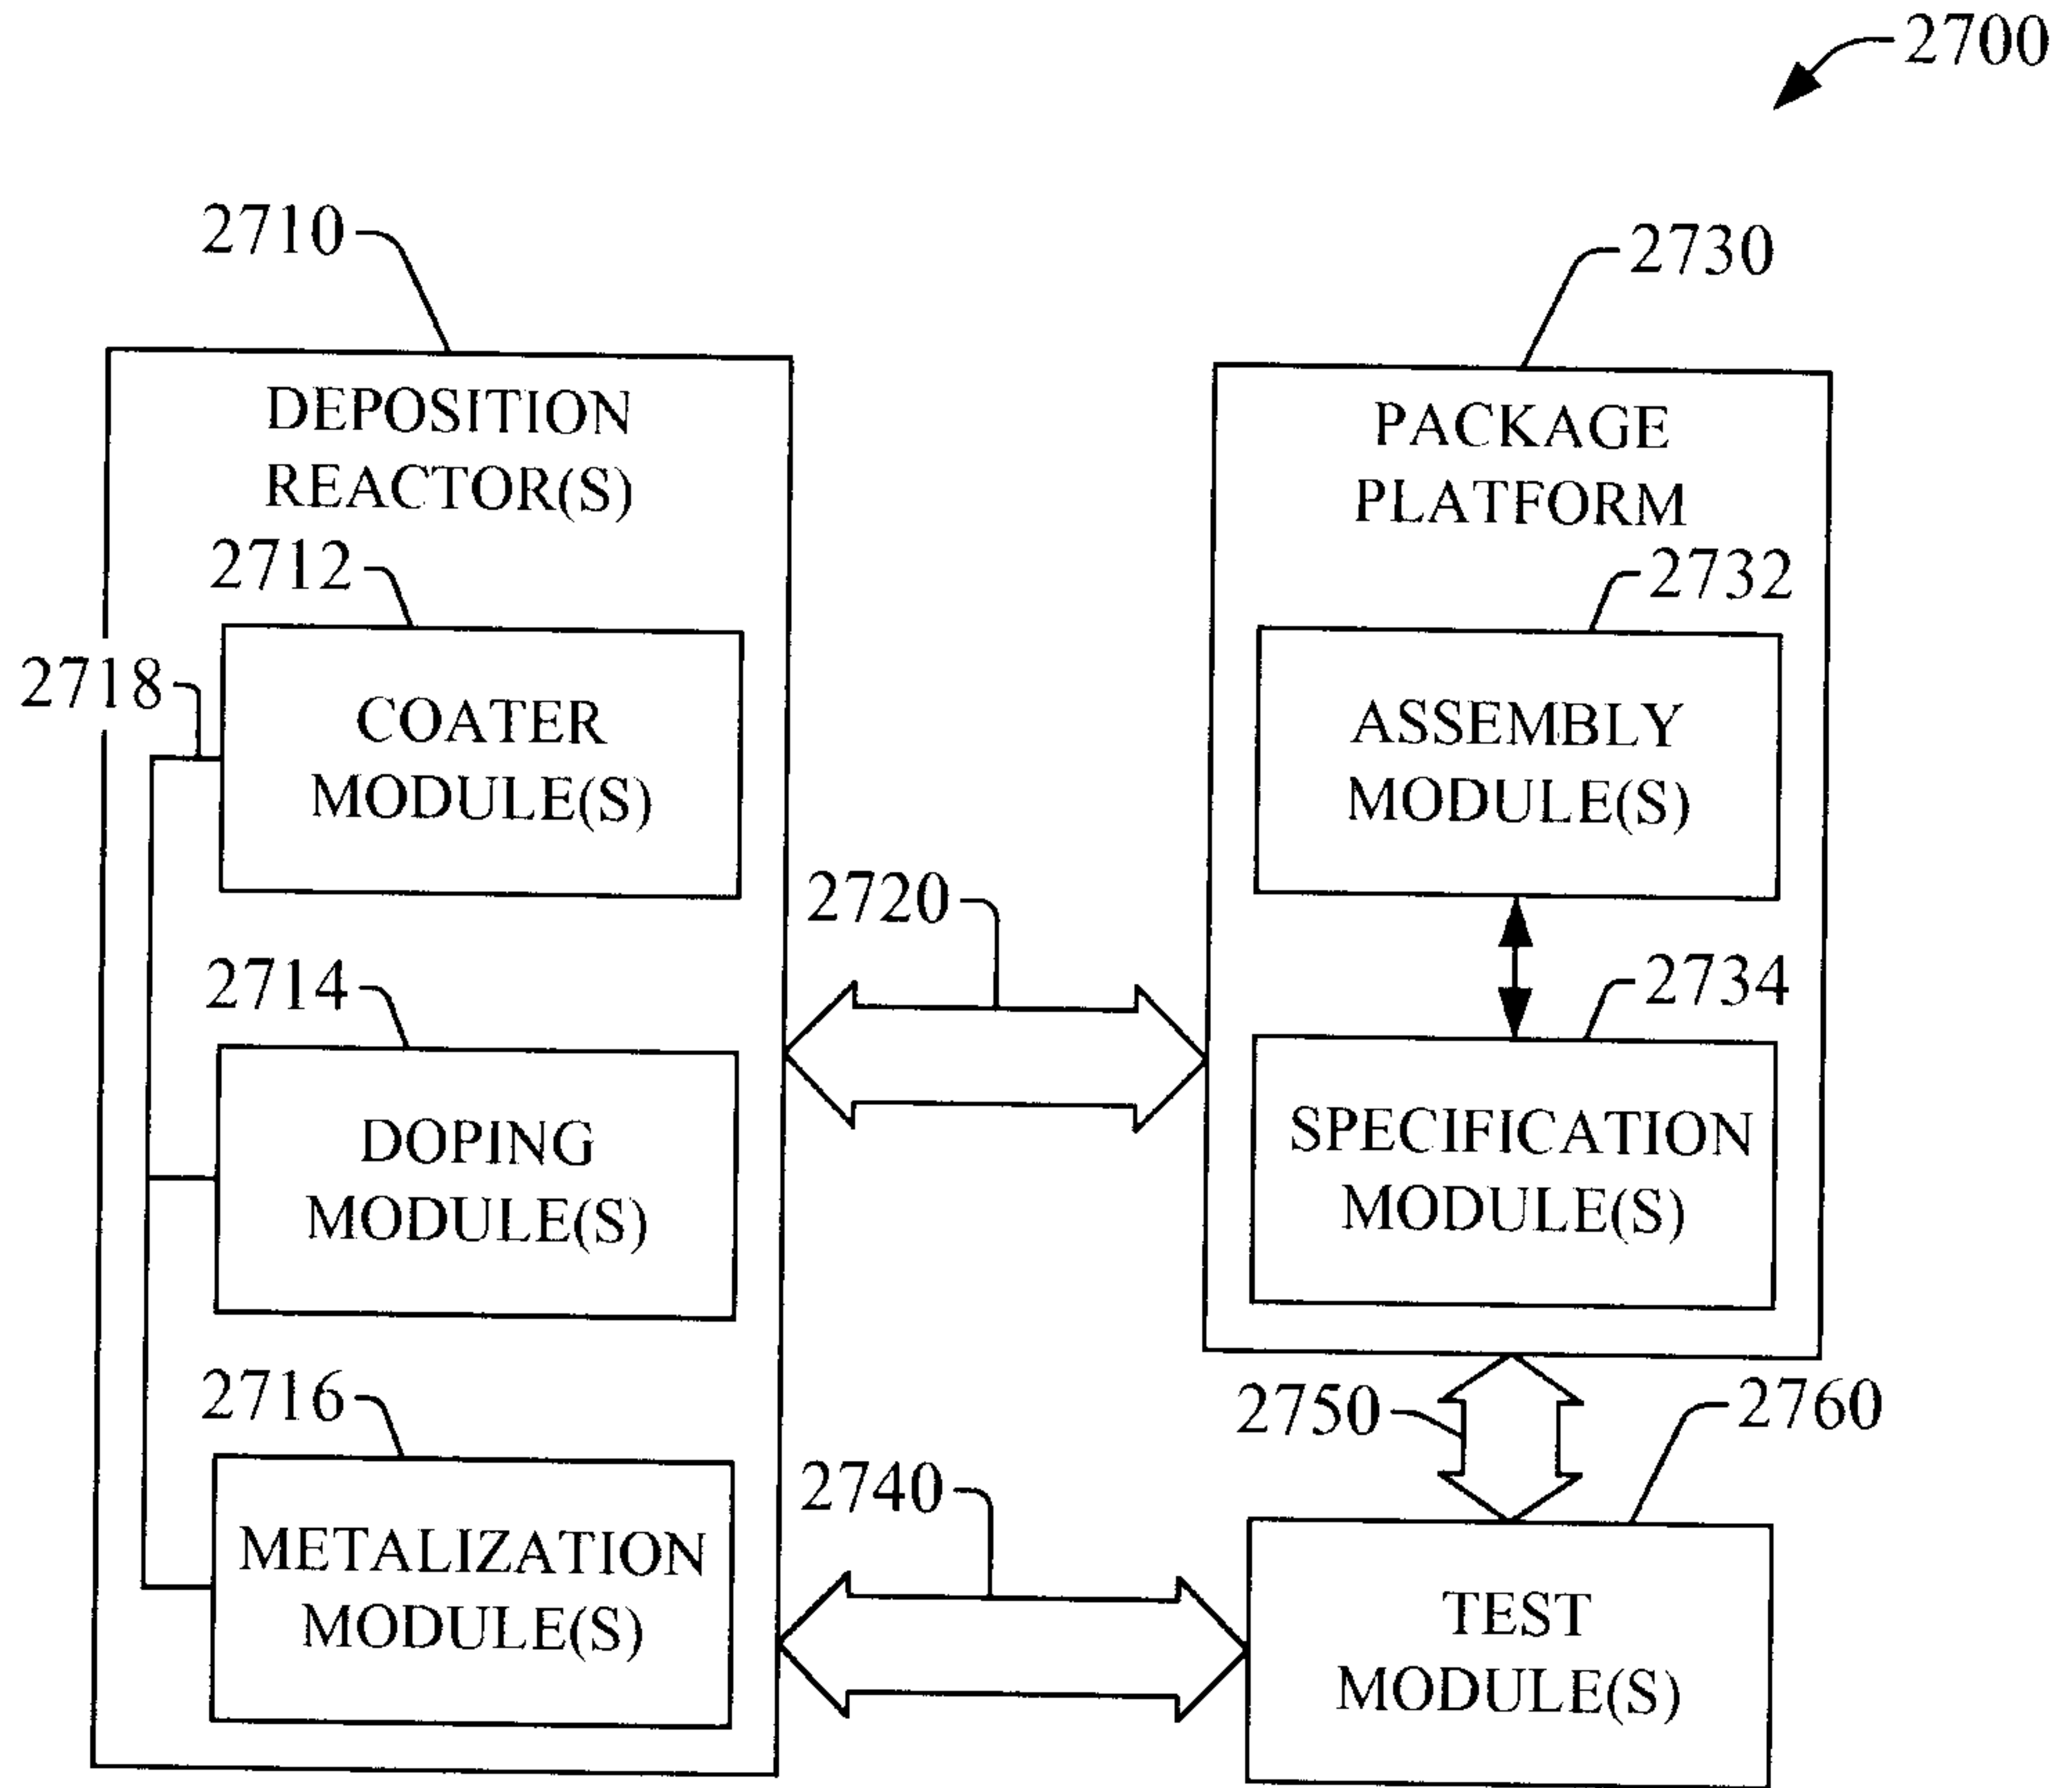 2700
2710
DEPOSITION
REACTOR(S)
2712
2718
COATER
MODULE(S)
2714
DOPING
MODULE(S)
2716
METALIZATION
MODULE(S)
2720
2730
PACKAGE
PLATFORM
2732
ASSEMBLY
MODULE(S)
2734
SPECIFICATION
MODULE(S)
2740
2750
2760
TEST
MODULE(S)